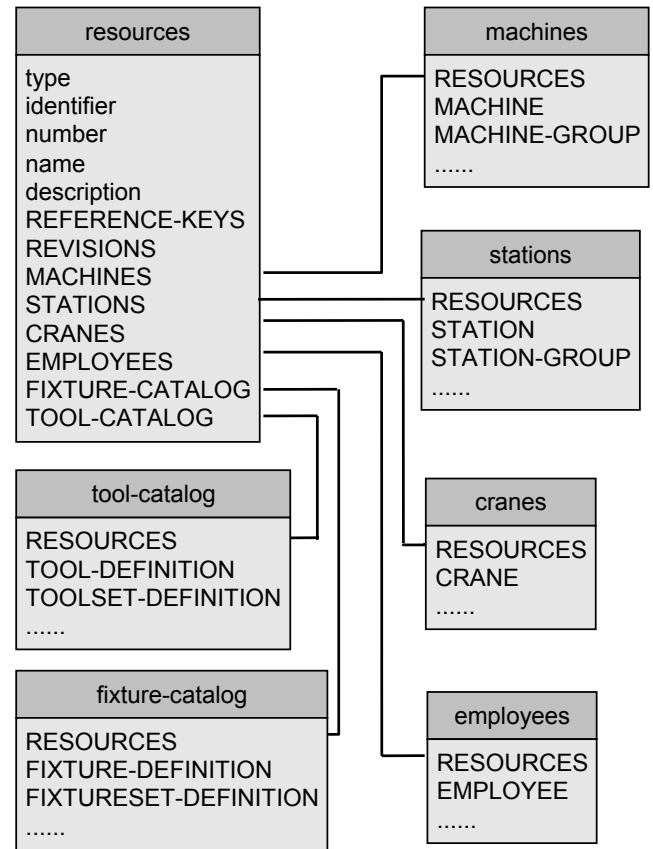 resources
type
identifier
number
name
description
REFERENCE-KEYS
REVISIONS
MACHINES
STATIONS
CRANES
EMPLOYEES
FIXTURE-CATALOG
TOOL-CATALOG
machines
RESOURCES
MACHINE
MACHINE-GROUP
......
stations
RESOURCES
STATION
STATION-GROUP
......
tool-catalog
RESOURCES
TOOL-DEFINITION
TOOLSET-DEFINITION
......
cranes
RESOURCES
CRANE
......
fixture-catalog
RESOURCES
FIXTURE-DEFINITION
FIXTURESET-DEFINITION
......
employees
RESOURCES
EMPLOYEE
......